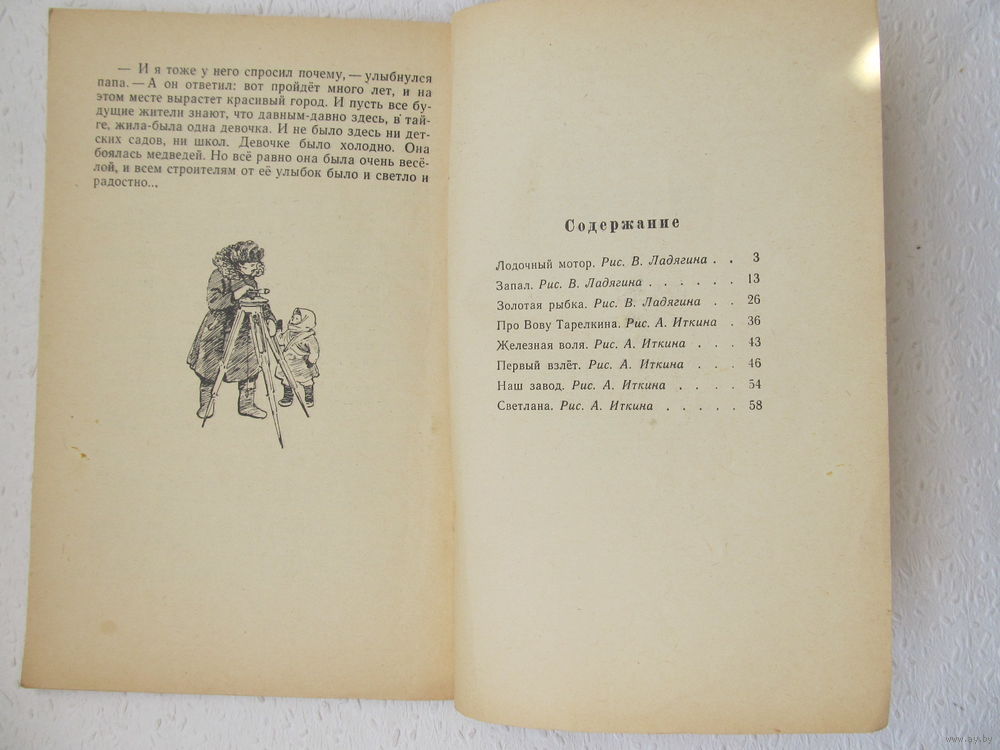 — И я тоже у него спросил почему, — улыбнулся
папа. — А он ответил: вот пройдёт много лет, и на
этом месте вырастет красивый город. И пусть все бу-
дущие жители знают, что давным-давно здесь, в тай-
ге, жила-была одна девочка. И не было здесь ни дет-
ских садов, ни школ. Девочке было холодно. Она
боялась медведей. Но всё равно она была очень весё-
лой, и всем строителям от её улыбок было и светло и
радостно...
Содержание
Лодочный мотор. Рис. В. Ладягина . . 3
Запал. Рис. В. Ладягина . . . . . . 13
Золотая рыбка. Рис. В. Ладягина . . 26
Про Вову Тарелкина. Рис. А. Иткина . 36
Железная воля. Рис. А. Иткина . . . 43
Первый взлёт. Рис. А. Иткина . . . 46
Наш завод. Рис. А. Иткина . . . . 54
Светлана. Рис. А. Иткина . . . . . 58
www.ay.by